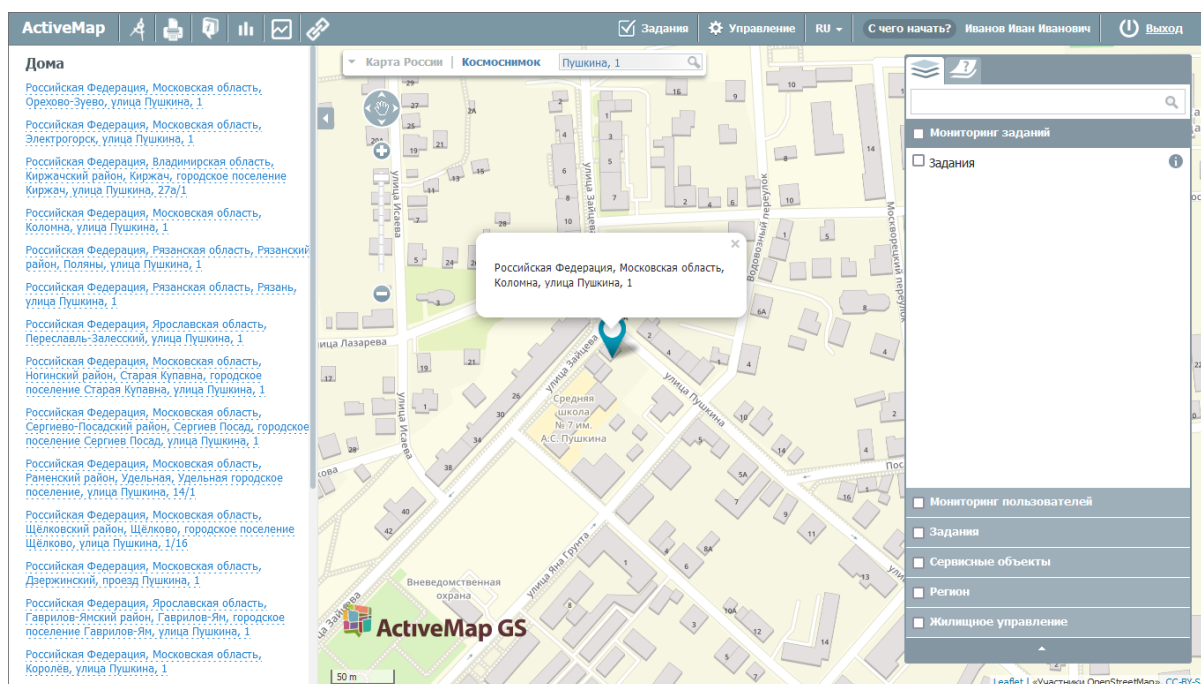 ActiveMap
Задания
Управление
RU
С чего начать?
Иванов Иван Иванович
Выход
Дома
Российская Федерация, Московская область,
Орехово-Зуево, улица Пушкина, 1
Российская Федерация, Московская область,
Электрогорск, улица Пушкина, 1
Российская Федерация, Владимирская область,
Киржачский район, Киржач, городское поселение
Киржач, улица Пушкина, 27а/1
Российская Федерация, Московская область,
Коломна, улица Пушкина, 1
Российская Федерация, Рязанская область, Рязанский
район, Поляны, улица Пушкина, 1
Российская Федерация, Рязанская область, Рязань,
улица Пушкина, 1
Российская Федерация, Ярославская область,
Переславль-Залесский, улица Пушкина, 1
Российская Федерация, Московская область,
Ногинский район, Старая Купавна, городское
поселение Старая Купавна, улица Пушкина, 1
Российская Федерация, Московская область,
Сергиево-Посадский район, Сергиев Посад, городское
поселение Сергиев Посад, улица Пушкина, 1
Российская Федерация, Московская область,
Раменский район, Удельная, Удельная городское
поселение, улица Пушкина, 14/1
Российская Федерация, Московская область,
Щёлковский район, Щёлково, городское поселение
Щёлково, улица Пушкина, 1/16
Российская Федерация, Московская область,
Дзержинский, проезд Пушкина, 1
Российская Федерация, Ярославская область,
Гаврилов-Ямский район, Гаврилов-Ям, городское
поселение Гаврилов-Ям, улица Пушкина, 1
Российская Федерация, Московская область,
Королёв, улица Пушкина, 1
Карта России | Космоснимок
Пушкина, 1
Российская Федерация, Московская область,
Коломна, улица Пушкина, 1
улица Исаева
улица Зайцева
Водовозный переулок
Москворецкий переулок
ица Лазарева
улица Зайцева
улица Пушкина
улица Исаева
Средняя
школа
№ 7 им.
А.С. Пушкина
улица Яна Грунта
Вневедомственная
охрана
ActiveMap GS
50 m
Мониторинг заданий
Задания
Мониторинг пользователей
Задания
Сервисные объекты
Регион
Жилищное управление
Leaflet | «Участники OpenStreetMap», CC-BY-S